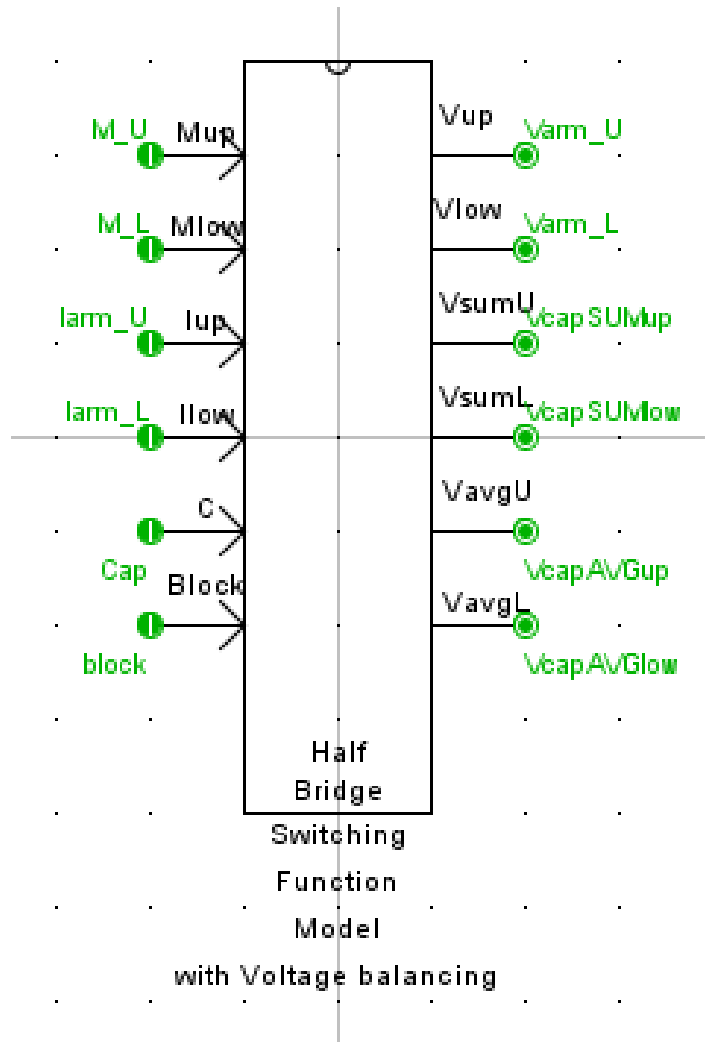 M_U Mup Vup Varm_U
M_L Mlow Vlow Varm_L
Iarm_U Iup VsumU VcapSUMup
Iarm_L Ilow VsumL VcapSUMlow
C VavgU
Cap VcapAVGup
Block VavgL
block VcapAVGlow
Half
Bridge
Switching
Function
Model
with Voltage balancing